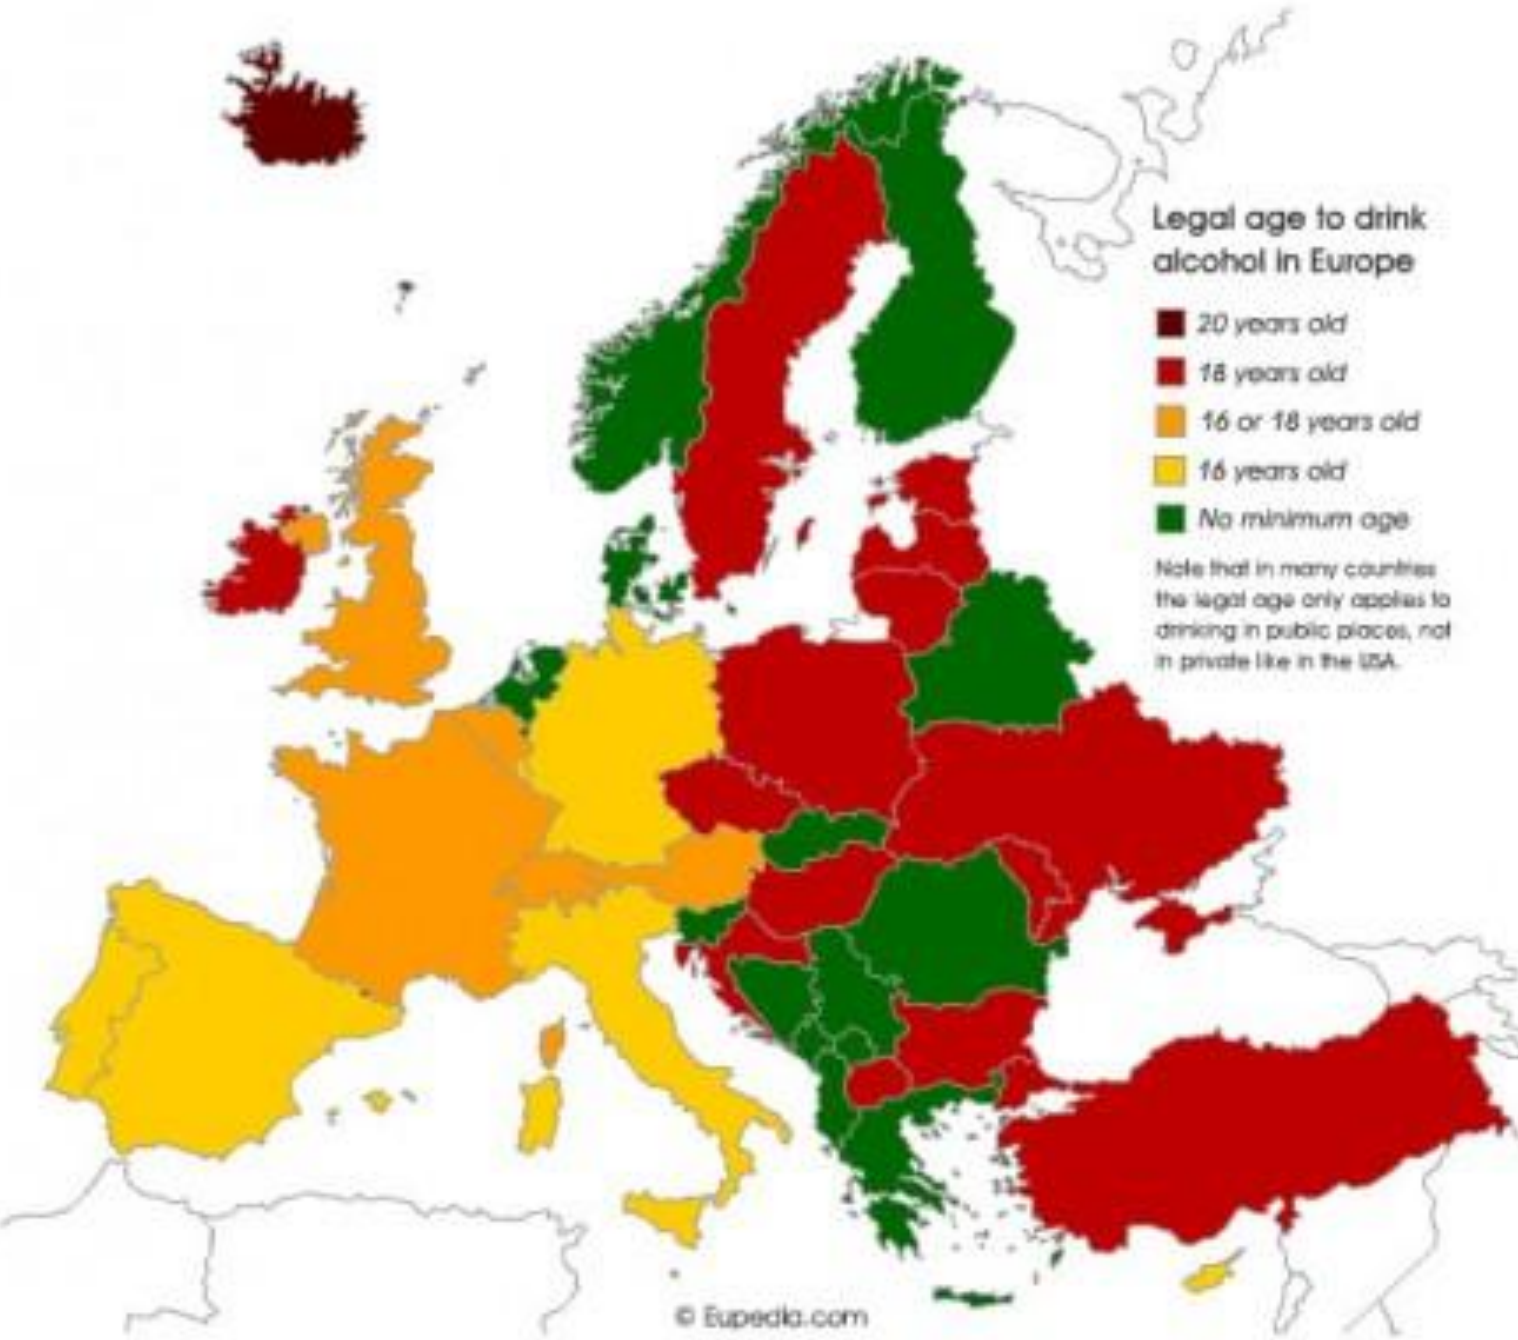 Legal age to drink
alcohol in Europe
20 years old
18 years old
16 or 18 years old
16 years old
No minimum age
Note that in many countries
the legal age only applies to
drinking in public places, not
in private like in the USA.
© Eupedia.com